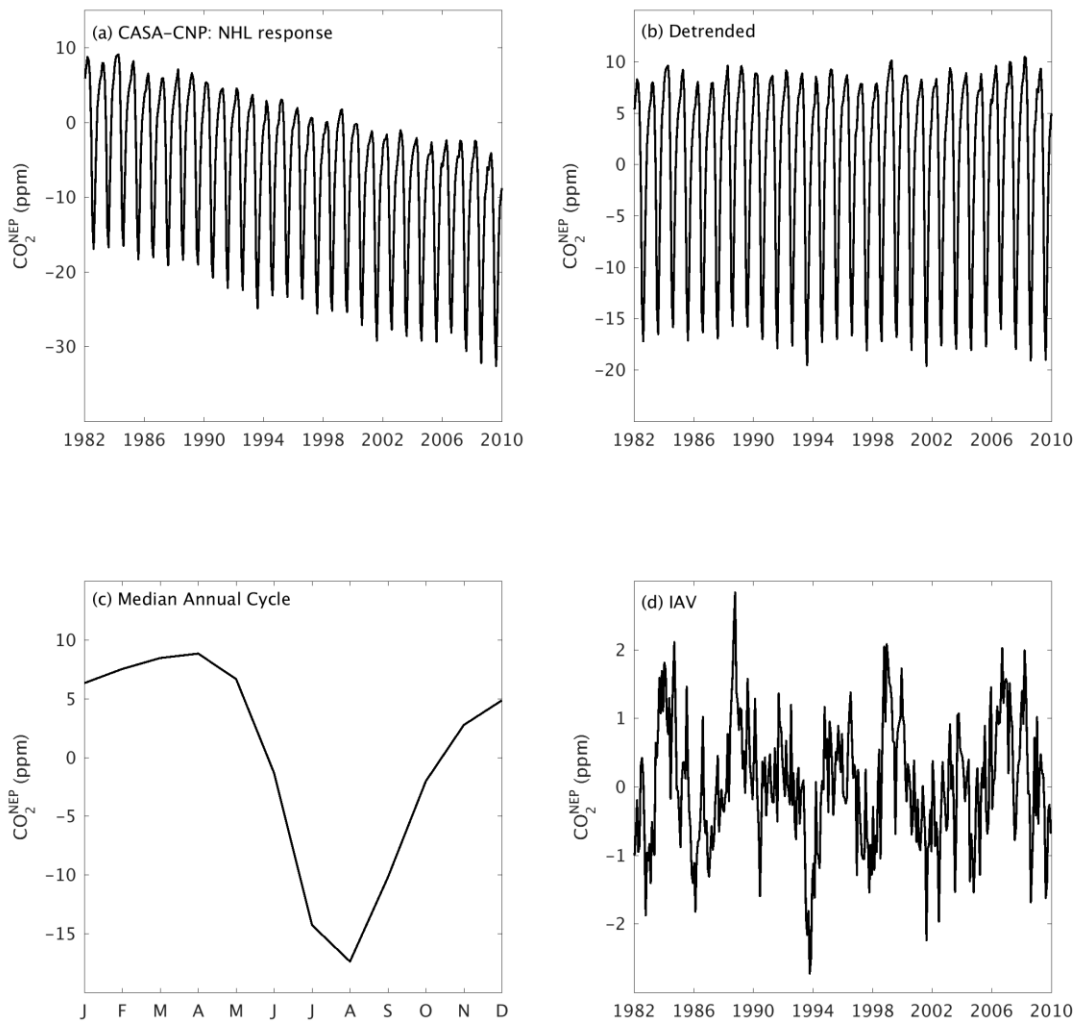 (a) CASA–CNP: NHL response
10
0
−10
−20
−30
CO₂ᴺᴱᴾ (ppm)
1982 1986 1990 1994 1998 2002 2006 2010
(b) Detrended
10
5
0
−5
−10
−15
−20
CO₂ᴺᴱᴾ (ppm)
1982 1986 1990 1994 1998 2002 2006 2010
(c) Median Annual Cycle
10
5
0
−5
−10
−15
CO₂ᴺᴱᴾ (ppm)
J F M A M J J A S O N D
(d) IAV
2
1
0
−1
−2
CO₂ᴺᴱᴾ (ppm)
1982 1986 1990 1994 1998 2002 2006 2010